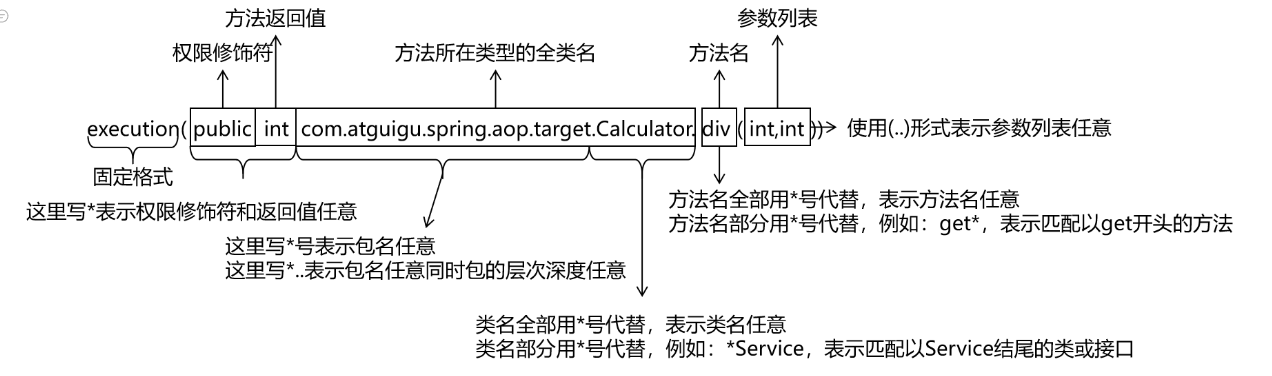 方法返回值
参数列表
权限修饰符
方法所在类型的全类名
方法名
execution(public int com.atguigu.spring.aop.target.Calculator.div(int,int))
使用(..)形式表示参数列表任意
固定格式
这里写*表示权限修饰符和返回值任意
方法名全部用*号代替，表示方法名任意
方法名部分用*号代替，例如：get*，表示匹配以get开头的方法
这里写*号表示包名任意
这里写*..表示包名任意同时包的层次深度任意
类名全部用*号代替，表示类名任意
类名部分用*号代替，例如：*Service，表示匹配以Service结尾的类或接口